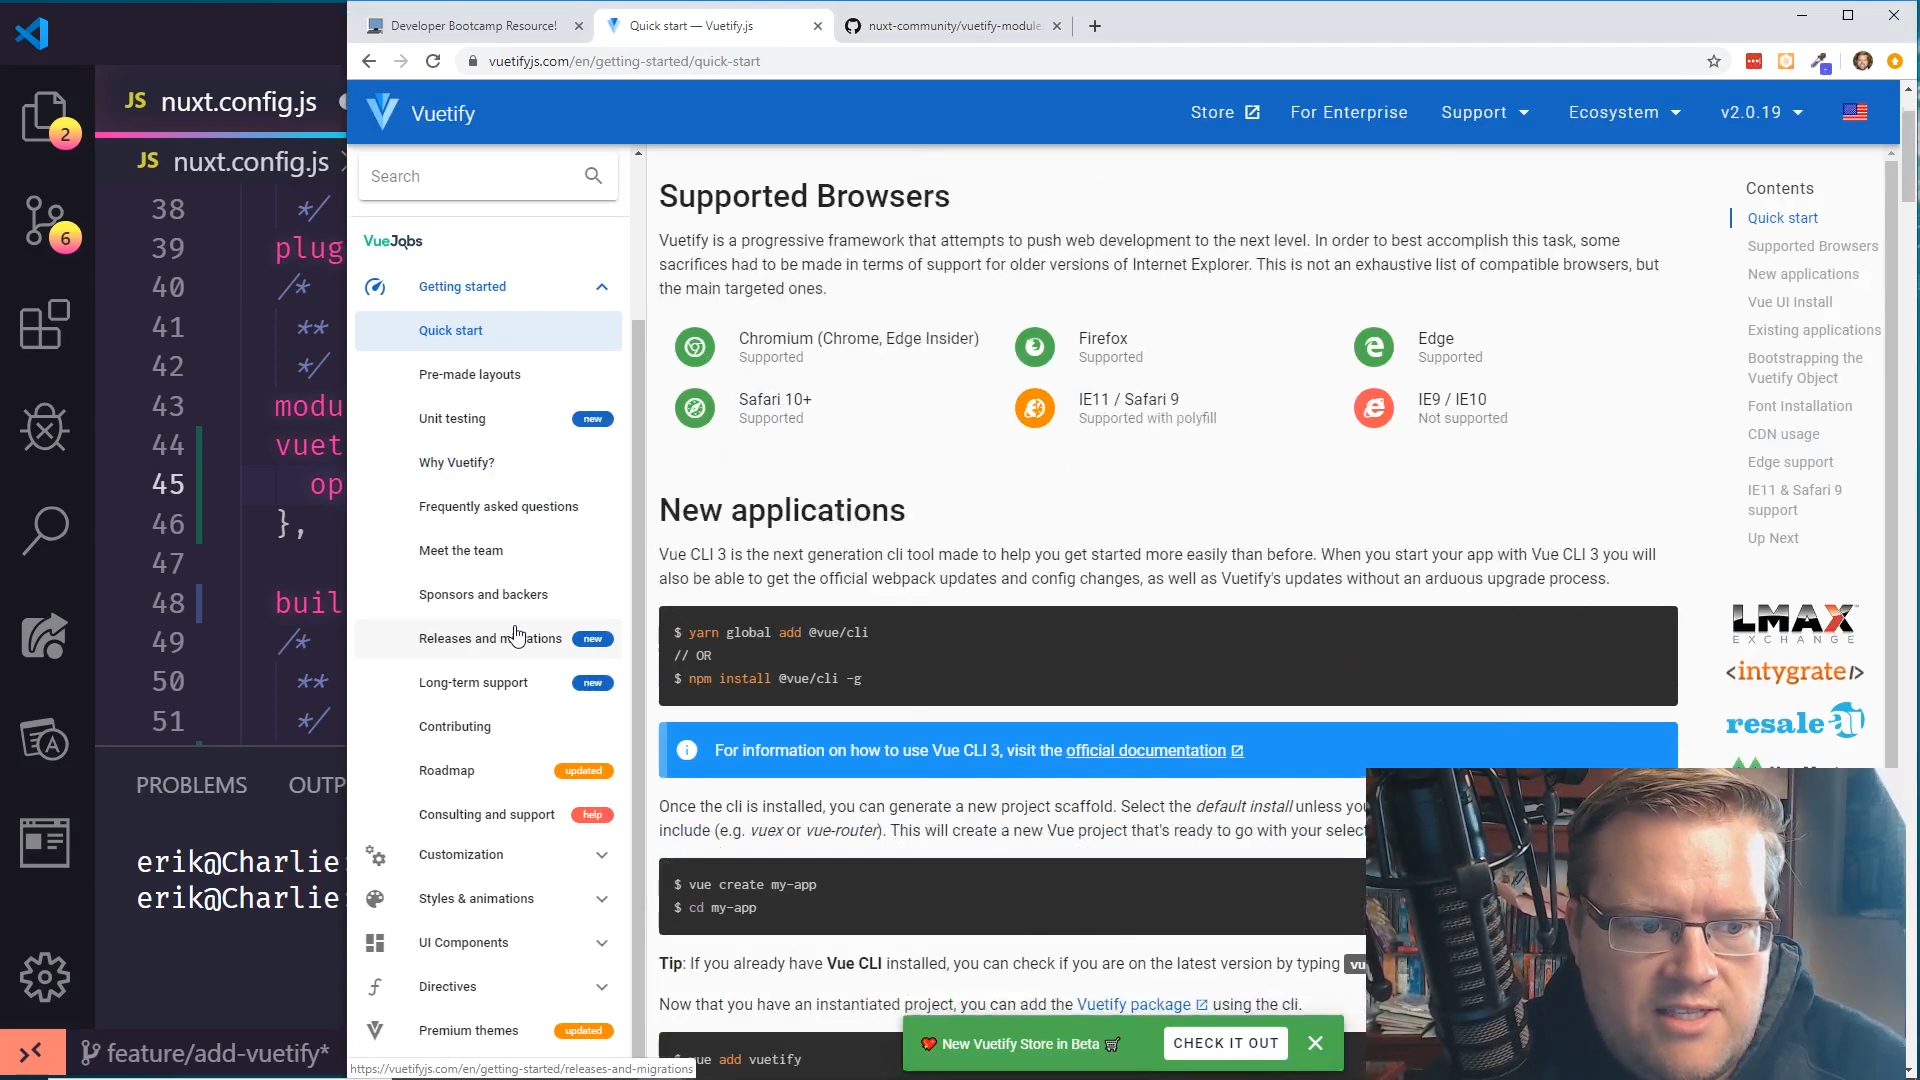 Developer Bootcamp Resource!
Quick start — Vuetify.js
nuxt-community/vuetify-module
vuetifyjs.com/en/getting-started/quick-start
JS nuxt.config.js
JS nuxt.config.js
38 */
39 plug
40 /*
41 **
42 */
43 modu
44 vuet
45 op
46 },
47
48 buil
49 /*
50 **
51 */
2
6
PROBLEMS OUTP
erik@Charlie:
erik@Charlie:
feature/add-vuetify*
Vuetify
Store
For Enterprise
Support
Ecosystem
v2.0.19
Search
VueJobs
Getting started
Quick start
Pre-made layouts
Unit testing new
Why Vuetify?
Frequently asked questions
Meet the team
Sponsors and backers
Releases and migrations new
Long-term support new
Contributing
Roadmap updated
Consulting and support help
Customization
Styles & animations
UI Components
Directives
Premium themes updated
https://vuetifyjs.com/en/getting-started/releases-and-migrations
Supported Browsers
Vuetify is a progressive framework that attempts to push web development to the next level. In order to best accomplish this task, some
sacrifices had to be made in terms of support for older versions of Internet Explorer. This is not an exhaustive list of compatible browsers, but
the main targeted ones.
Chromium (Chrome, Edge Insider)
Supported
Firefox
Supported
Edge
Supported
Safari 10+
Supported
IE11 / Safari 9
Supported with polyfill
IE9 / IE10
Not supported
New applications
Vue CLI 3 is the next generation cli tool made to help you get started more easily than before. When you start your app with Vue CLI 3 you will
also be able to get the official webpack updates and config changes, as well as Vuetify's updates without an arduous upgrade process.
$ yarn global add @vue/cli
// OR
$ npm install @vue/cli -g
For information on how to use Vue CLI 3, visit the official documentation
Once the cli is installed, you can generate a new project scaffold. Select the default install unless you
include (e.g. vuex or vue-router). This will create a new Vue project that's ready to go with your select
$ vue create my-app
$ cd my-app
Tip: If you already have Vue CLI installed, you can check if you are on the latest version by typing vu
Now that you have an instantiated project, you can add the Vuetify package using the cli.
$ vue add vuetify
New Vuetify Store in Beta
CHECK IT OUT
Contents
Quick start
Supported Browsers
New applications
Vue UI Install
Existing applications
Bootstrapping the
Vuetify Object
Font Installation
CDN usage
Edge support
IE11 & Safari 9
support
Up Next
LMAX
EXCHANGE
<intygrate/>
resale ai